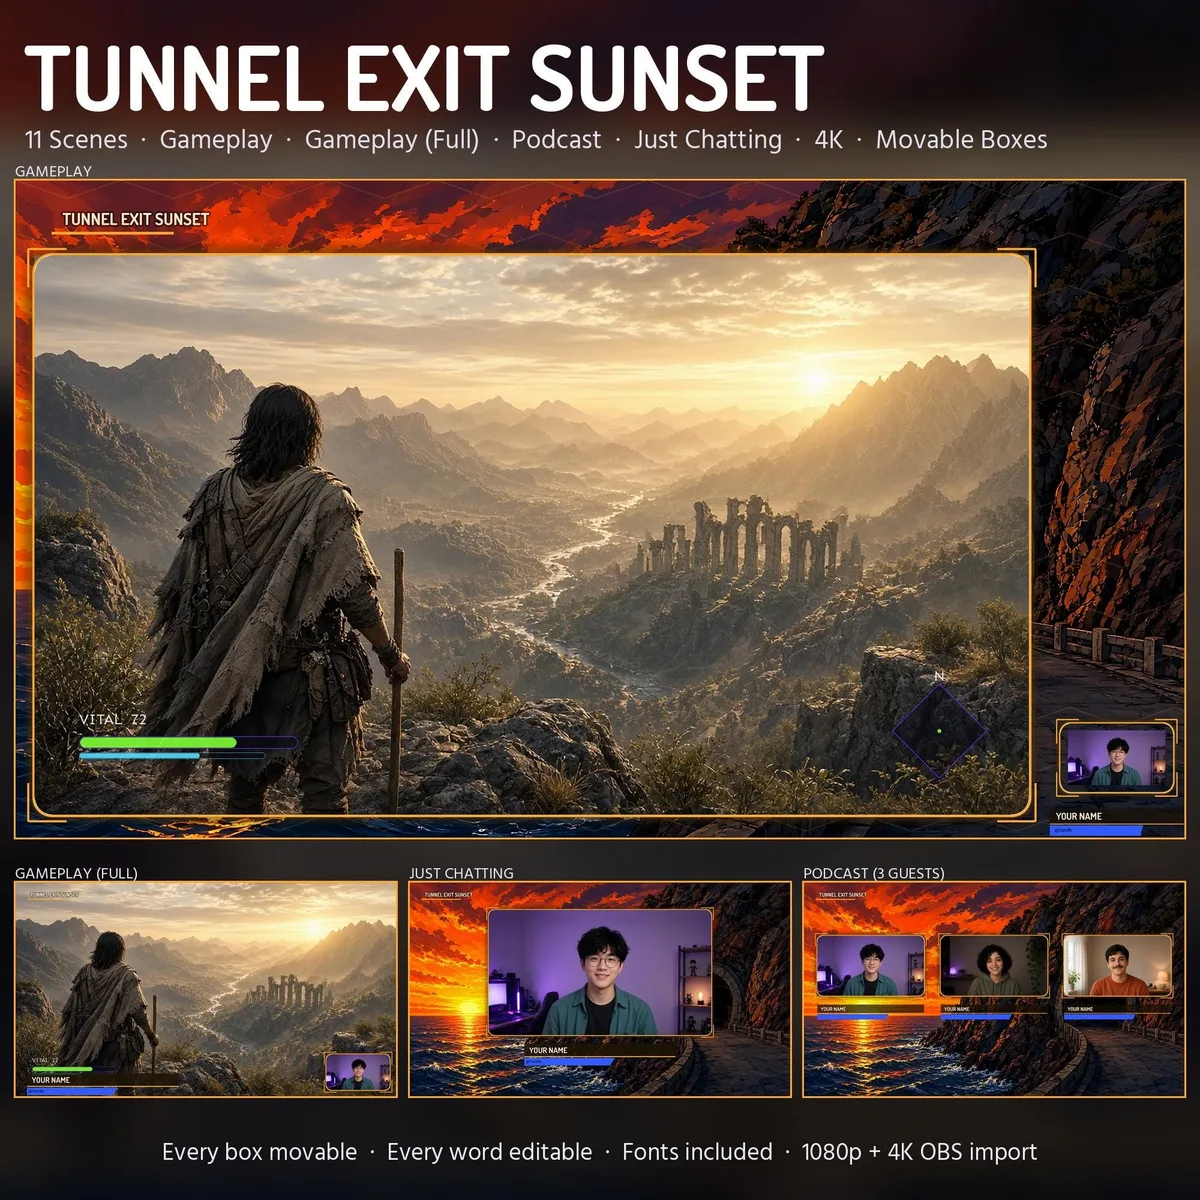 TUNNEL EXIT SUNSET
11 Scenes · Gameplay · Gameplay (Full) · Podcast · Just Chatting · 4K · Movable Boxes
GAMEPLAY
TUNNEL EXIT SUNSET
N
VITAL 72
YOUR NAME
@handle
GAMEPLAY (FULL)
JUST CHATTING
PODCAST (3 GUESTS)
TUNNEL EXIT SUNSET
TUNNEL EXIT SUNSET
TUNNEL EXIT SUNSET
VITAL 72
YOUR NAME
YOUR NAME
YOUR NAME
YOUR NAME
YOUR NAME
Every box movable · Every word editable · Fonts included · 1080p + 4K OBS import